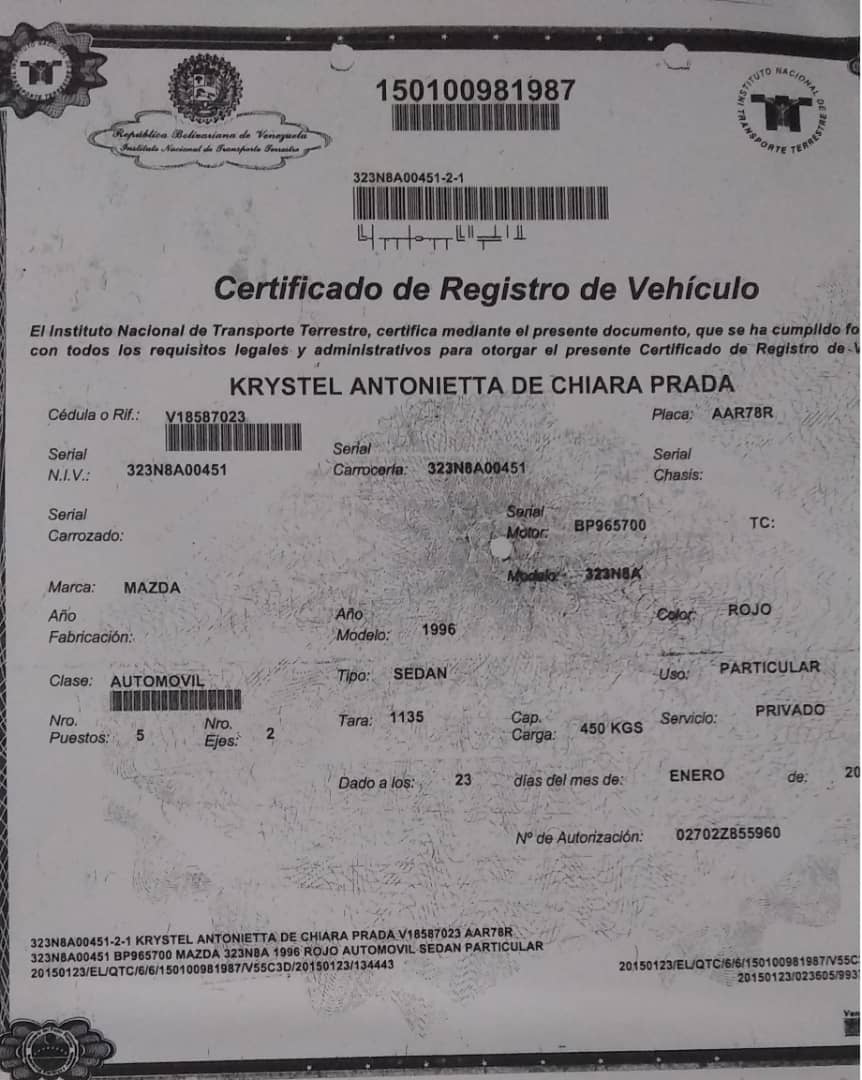 INSTITUTO NACIONAL DE TRANSPORTE TERRESTRE
150100981987
República Bolivariana de Venezuela
Instituto Nacional de Transporte Terrestre
323N8A00451-2-1
Certificado de Registro de Vehículo
El Instituto Nacional de Transporte Terrestre, certifica mediante el presente documento, que se ha cumplido fo
con todos los requisitos legales y administrativos para otorgar el presente Certificado de Registro de V
KRYSTEL ANTONIETTA DE CHIARA PRADA
Cédula o Rif.: V18587023 Placa: AAR78R
Serial N.I.V.: 323N8A00451 Serial Carrocería: 323N8A00451 Serial Chasis:
Serial Carrozado: Serial Motor: BP965700 TC:
Marca: MAZDA Modelo: 323N8A
Año Fabricación: Año Modelo: 1996 Color: ROJO
Clase: AUTOMOVIL Tipo: SEDAN Uso: PARTICULAR
Nro. Puestos: 5 Nro. Ejes: 2 Tara: 1135 Cap. Carga: 450 KGS Servicio: PRIVADO
Dado a los: 23 días del mes de: ENERO de: 20
Nº de Autorización: 02702Z855960
323N8A00451-2-1 KRYSTEL ANTONIETTA DE CHIARA PRADA V18587023 AAR78R
323N8A00451 BP965700 MAZDA 323N8A 1996 ROJO AUTOMOVIL SEDAN PARTICULAR
20150123/EL/QTC/6/6/150100981987/V55C3D/20150123/134443
20150123/EL/QTC/6/6/150100981987/V55C
20150123/023605/993